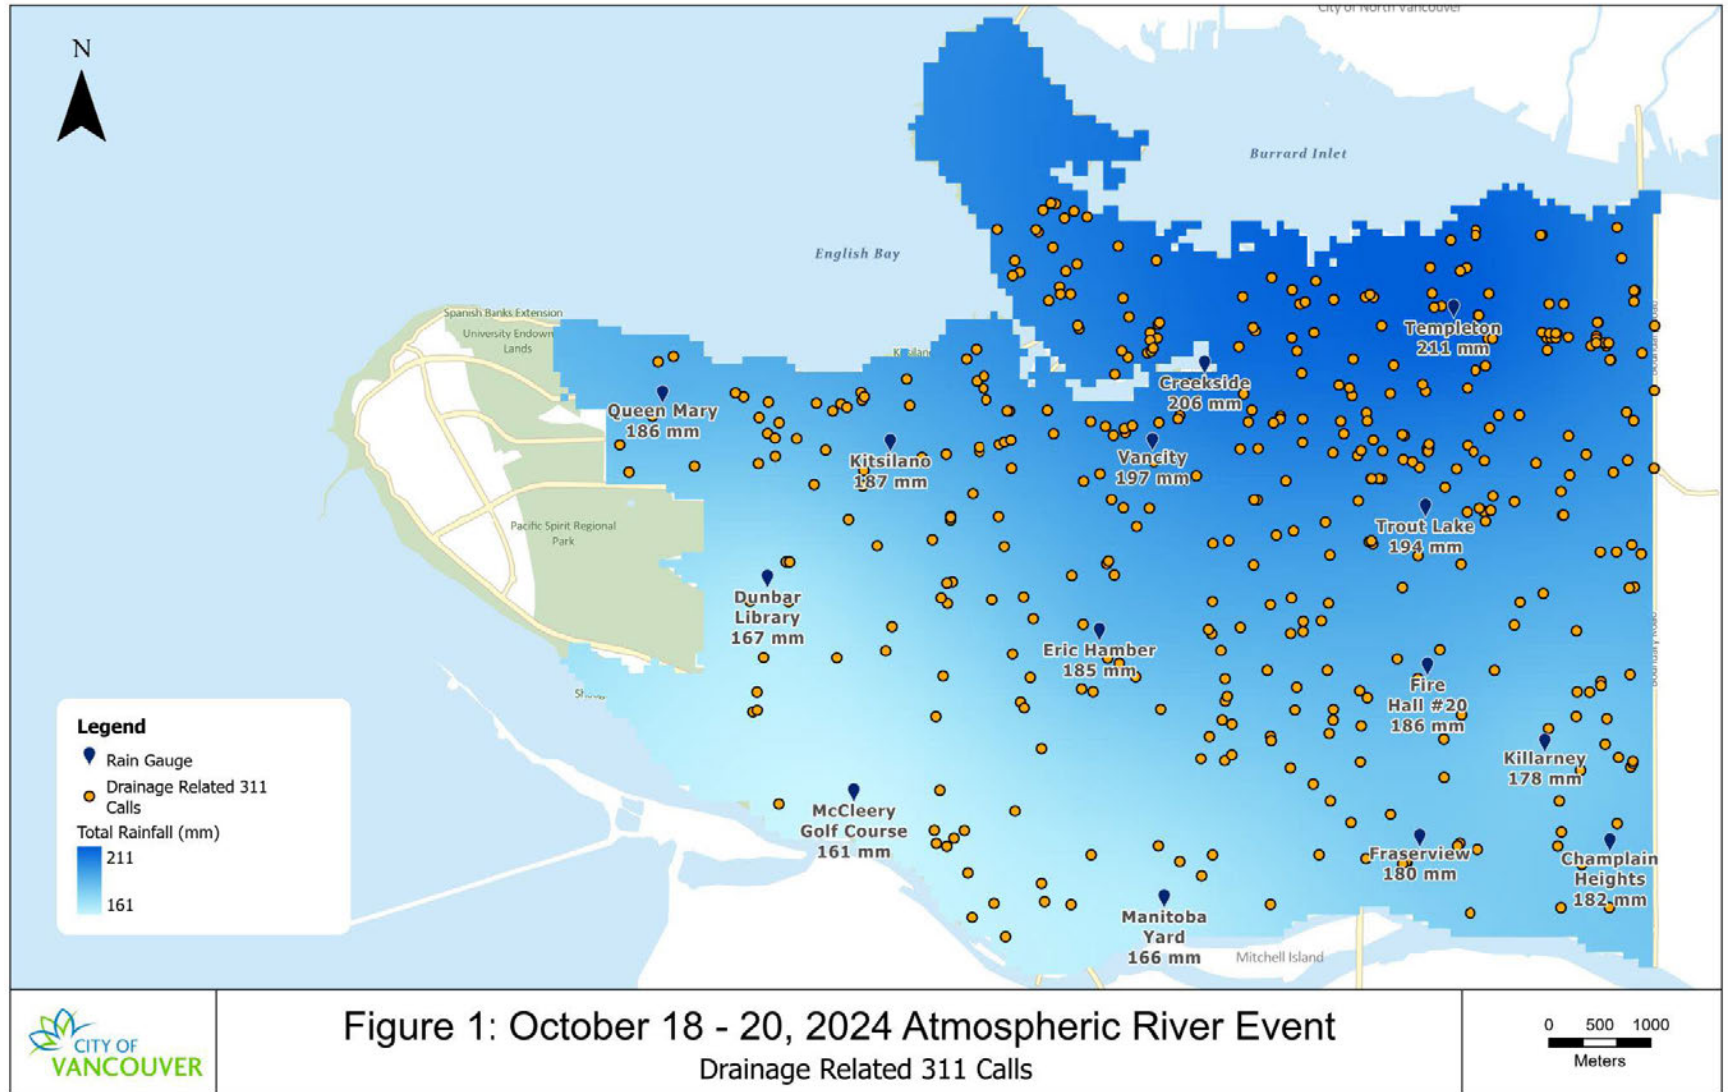 City of North Vancouver
N
Burrard Inlet
English Bay
Spanish Banks Extension
University Endown
Lands
Templeton
211 mm
Creekside
206 mm
Queen Mary
186 mm
Kitsilano
187 mm
Vancity
197 mm
Pacific Spirit Regional
Park
Trout Lake
194 mm
Dunbar
Library
167 mm
Eric Hamber
185 mm
Boundary Road
Fire
Hall #20
186 mm
Killarney
178 mm
McCleery
Golf Course
161 mm
Fraserview
180 mm
Champlain
Heights
182 mm
Manitoba
Yard
166 mm
Mitchell Island
Legend
Rain Gauge
Drainage Related 311
Calls
Total Rainfall (mm)
211
161
CITY OF
VANCOUVER
Figure 1: October 18 - 20, 2024 Atmospheric River Event
Drainage Related 311 Calls
0 500 1000
Meters